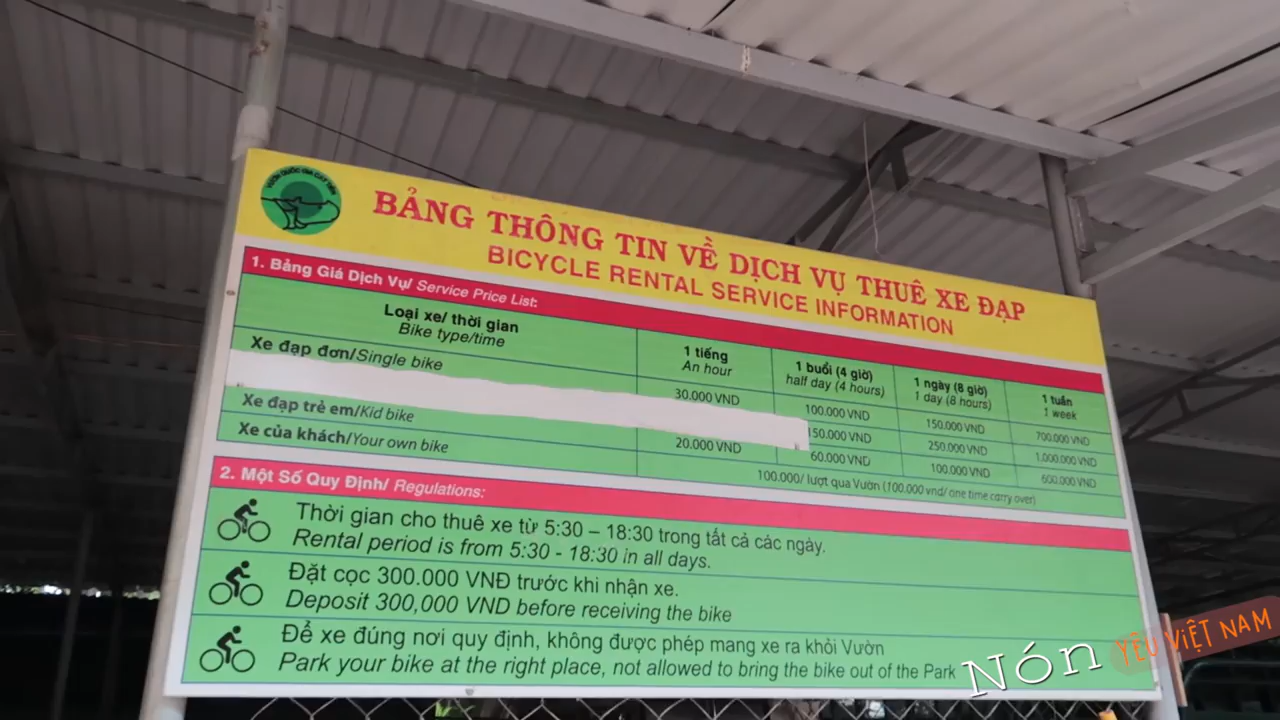 VƯỜN QUỐC GIA CÁT TIÊN
BẢNG THÔNG TIN VỀ DỊCH VỤ THUÊ XE ĐẠP
BICYCLE RENTAL SERVICE INFORMATION
1. Bảng Giá Dịch Vụ/ Service Price List:
Loại xe/ thời gian
Bike type/time
1 tiếng
An hour
1 buổi (4 giờ)
half day (4 hours)
1 ngày (8 giờ)
1 day (8 hours)
1 tuần
1 week
Xe đạp đơn/Single bike
30.000 VND
100.000 VND
150.000 VND
700.000 VND
150.000 VND
250.000 VND
1.000.000 VND
Xe đạp trẻ em/Kid bike
20.000 VND
60.000 VND
100.000 VND
600.000 VND
Xe của khách/Your own bike
100.000/ lượt qua Vườn (100.000 vnd/ one time carry over)
2. Một Số Quy Định/ Regulations:
Thời gian cho thuê xe từ 5:30 – 18:30 trong tất cả các ngày.
Rental period is from 5:30 - 18:30 in all days.
Đặt cọc 300.000 VNĐ trước khi nhận xe.
Deposit 300,000 VND before receiving the bike
Để xe đúng nơi quy định, không được phép mang xe ra khỏi Vườn
Park your bike at the right place, not allowed to bring the bike out of the Park
Nón YÊU VIỆT NAM